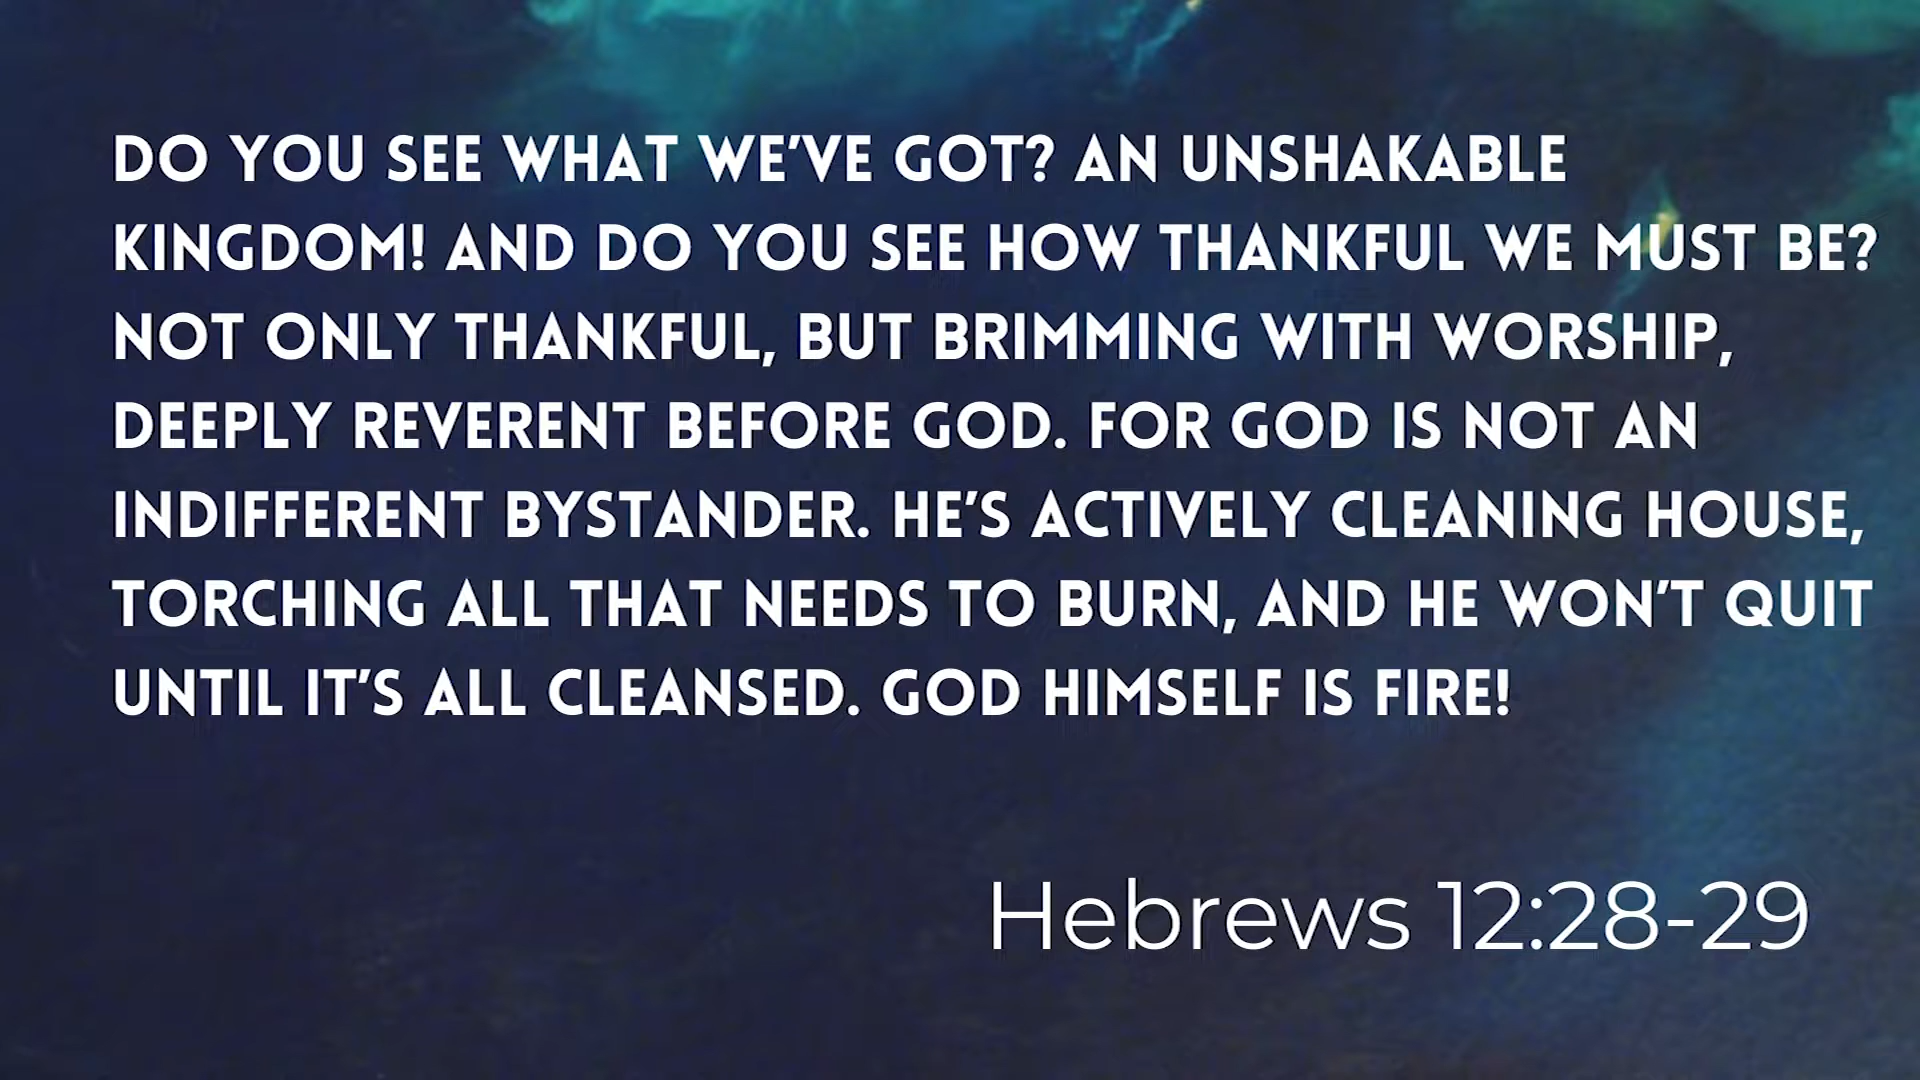 DO YOU SEE WHAT WE'VE GOT? AN UNSHAKABLE
KINGDOM! AND DO YOU SEE HOW THANKFUL WE MUST BE?
NOT ONLY THANKFUL, BUT BRIMMING WITH WORSHIP,
DEEPLY REVERENT BEFORE GOD. FOR GOD IS NOT AN
INDIFFERENT BYSTANDER. HE'S ACTIVELY CLEANING HOUSE,
TORCHING ALL THAT NEEDS TO BURN, AND HE WON'T QUIT
UNTIL IT'S ALL CLEANSED. GOD HIMSELF IS FIRE!
Hebrews 12:28-29